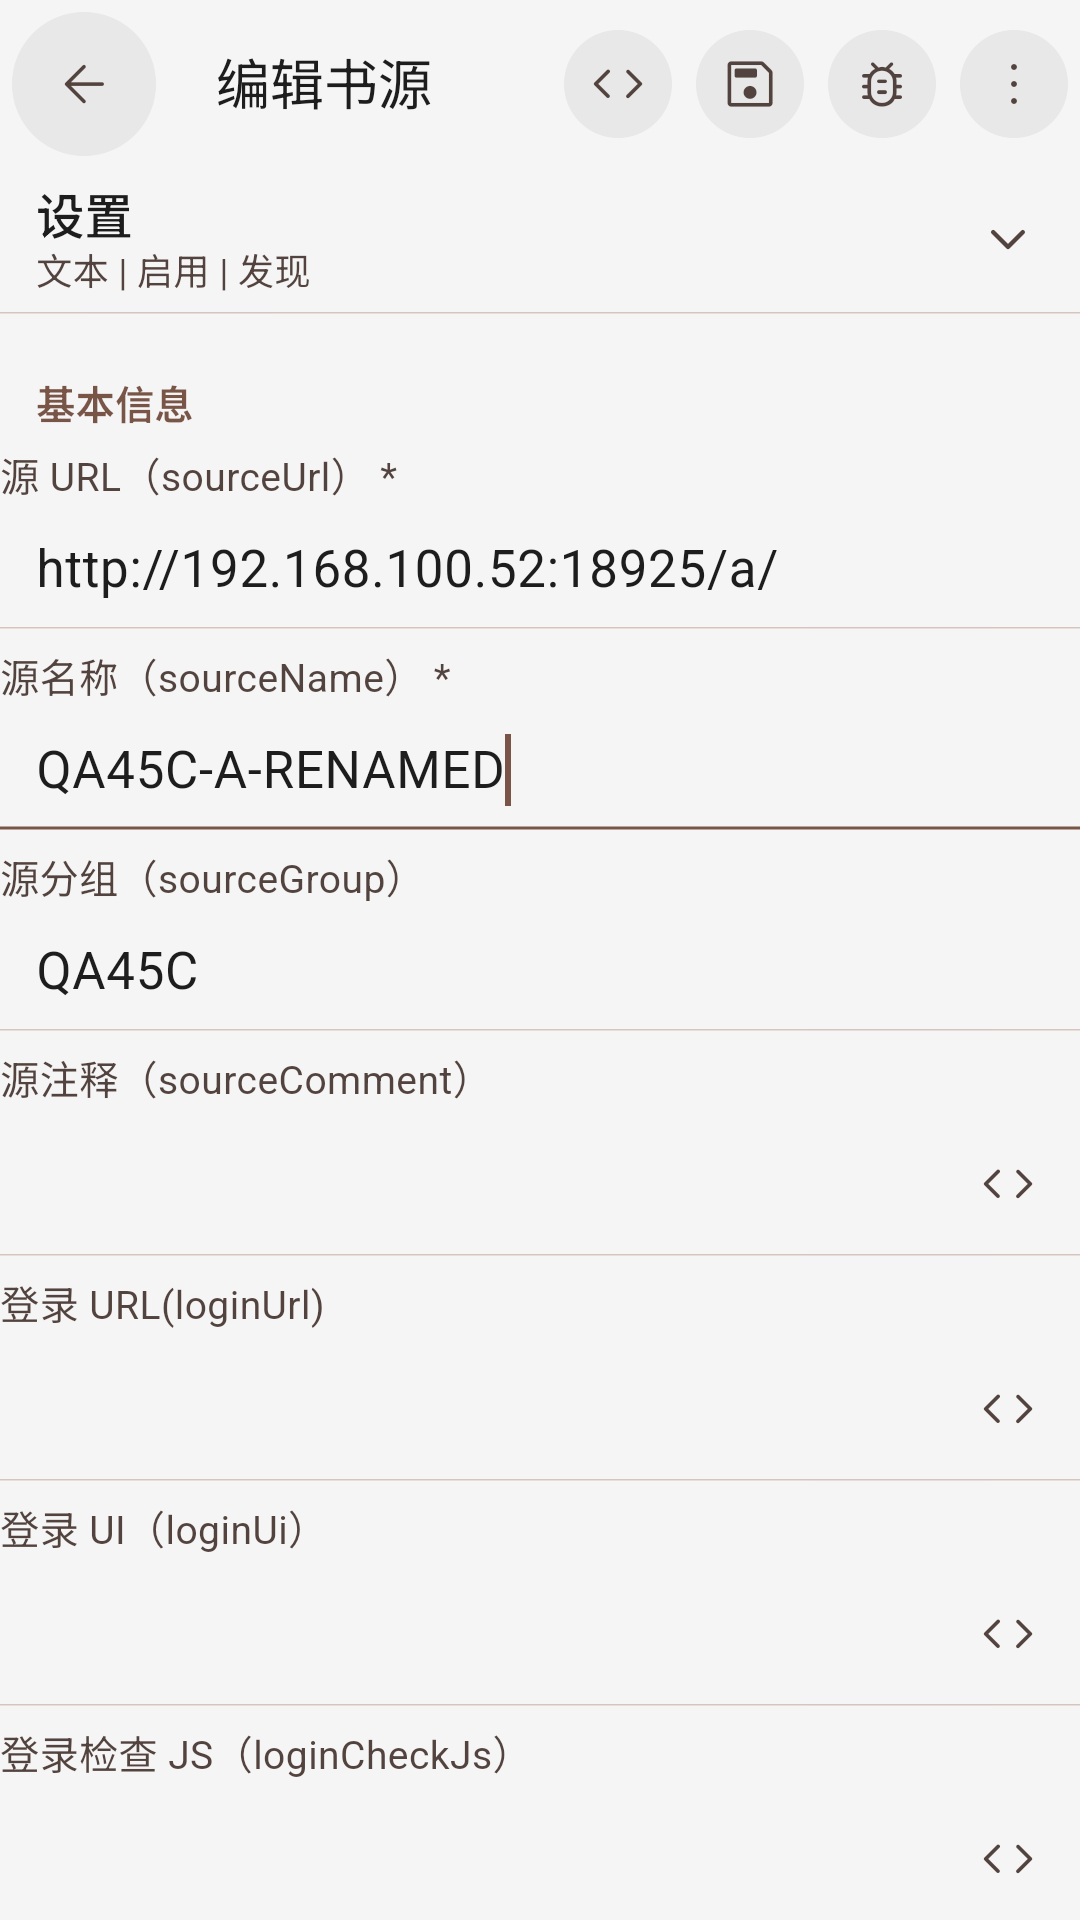 编辑书源
设置
文本 | 启用 | 发现
基本信息
源 URL（sourceUrl） *
http://192.168.100.52:18925/a/
源名称（sourceName） *
QA45C-A-RENAMED
源分组（sourceGroup）
QA45C
源注释（sourceComment）
登录 URL(loginUrl)
登录 UI（loginUi）
登录检查 JS（loginCheckJs）